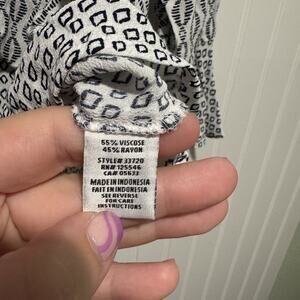 55% VISCOSE
45% RAYON
STYLE# 33720
RN# 125546
CA# 05633
MADE IN INDONESIA
FAIT EN INDONESIA
SEE REVERSE
FOR CARE
INSTRUCTIONS